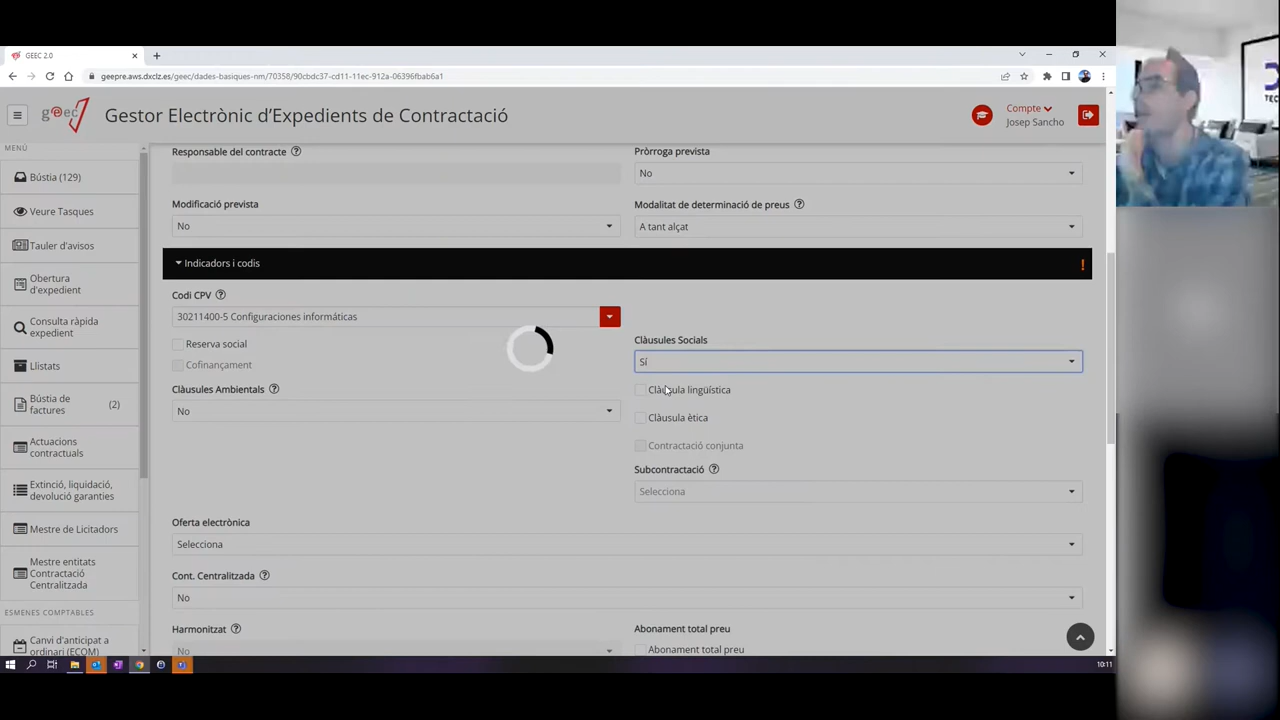 GEEC 2.0
geepre.aws.dxclz.es/geec/dades-basiques-nm/70358/90cbdc37-cd11-11ec-912a-06396fbab6a1
geec
Gestor Electrònic d'Expedients de Contractació
Compte
Josep Sancho
MENÚ
Bústia (129)
Veure Tasques
Tauler d'avisos
Obertura
d'expedient
Consulta ràpida
expedient
Llistats
Bústia de
factures
(2)
Actuacions
contractuals
Extinció, liquidació,
devolució garanties
Mestre de Licitadors
Mestre entitats
Contractació
Centralitzada
ESMENES COMPTABLES
Canvi d'anticipat a
ordinari (ECOM)
Responsable del contracte
Pròrroga prevista
No
Modificació prevista
No
Modalitat de determinació de preus
A tant alçat
Indicadors i codis
!
Codi CPV
30211400-5 Configuraciones informáticas
Reserva social
Cofinançament
Clàusules Socials
Sí
Clàusules Ambientals
No
Clàusula lingüística
Clàusula ètica
Contractació conjunta
Subcontractació
Selecciona
Oferta electrònica
Selecciona
Cont. Centralitzada
No
Harmonitzat
No
Abonament total preu
Abonament total preu
10:11